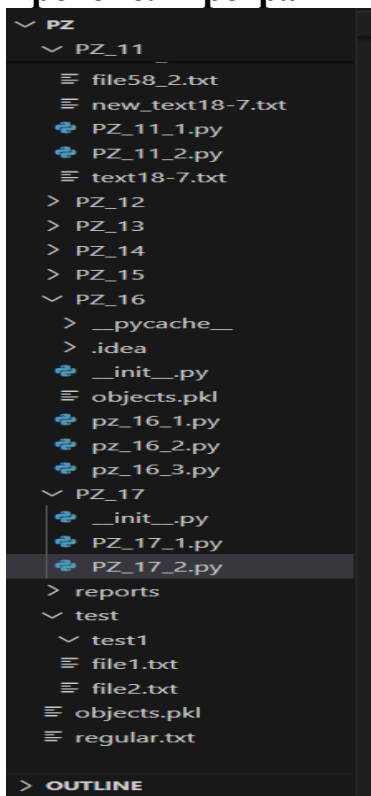 PZ
PZ_11
file58_2.txt
new_text18-7.txt
PZ_11_1.py
PZ_11_2.py
text18-7.txt
PZ_12
PZ_13
PZ_14
PZ_15
PZ_16
__pycache__
.idea
__init__.py
objects.pkl
pz_16_1.py
pz_16_2.py
pz_16_3.py
PZ_17
__init__.py
PZ_17_1.py
PZ_17_2.py
reports
test
test1
file1.txt
file2.txt
objects.pkl
regular.txt
OUTLINE